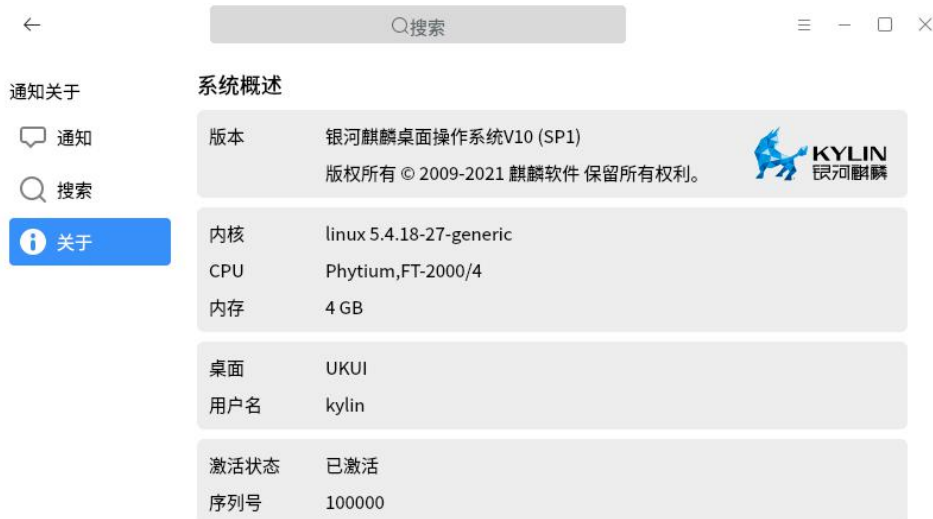 搜索
通知关于
通知
搜索
关于
系统概述
版本 银河麒麟桌面操作系统V10 (SP1)
版权所有 © 2009-2021 麒麟软件 保留所有权利。
KYLIN
银河麒麟
内核 linux 5.4.18-27-generic
CPU Phytium,FT-2000/4
内存 4 GB
桌面 UKUI
用户名 kylin
激活状态 已激活
序列号 100000